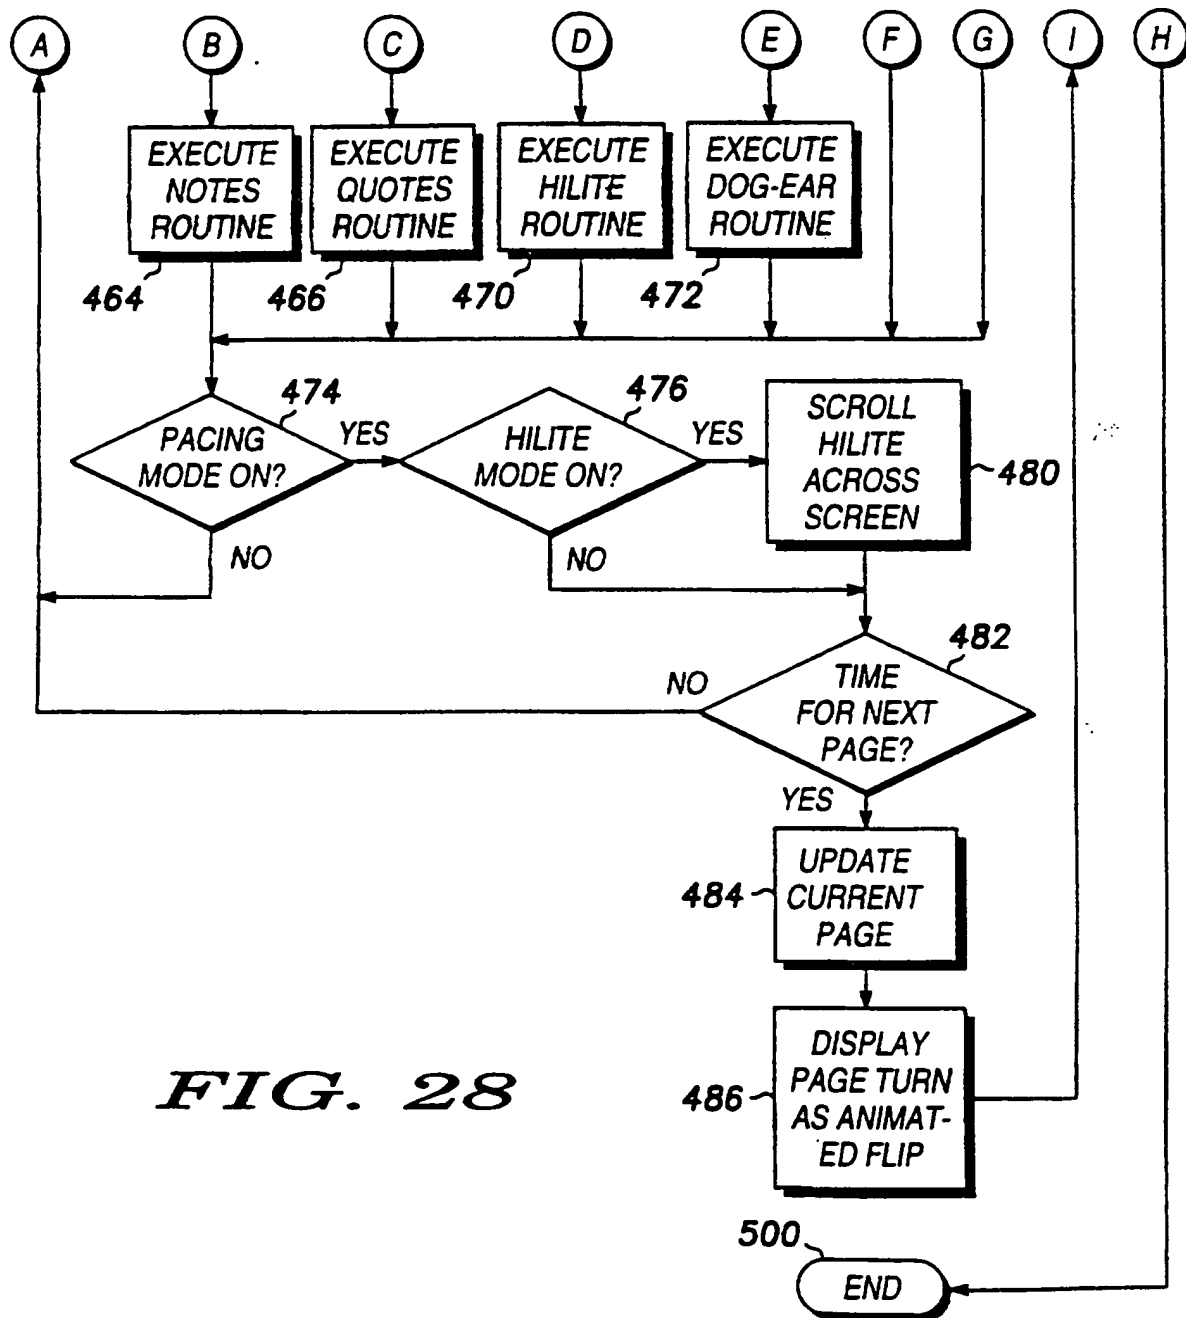 A B C D E F G I H
EXECUTE
NOTES
ROUTINE
EXECUTE
QUOTES
ROUTINE
EXECUTE
HILITE
ROUTINE
EXECUTE
DOG-EAR
ROUTINE
464
466
470
472
474
PACING
MODE ON?
YES
NO
476
HILITE
MODE ON?
YES
NO
SCROLL
HILITE
ACROSS
SCREEN
480
482
TIME
FOR NEXT
PAGE?
NO
YES
484
UPDATE
CURRENT
PAGE
486
DISPLAY
PAGE TURN
AS ANIMAT-
ED FLIP
FIG. 28
500
END